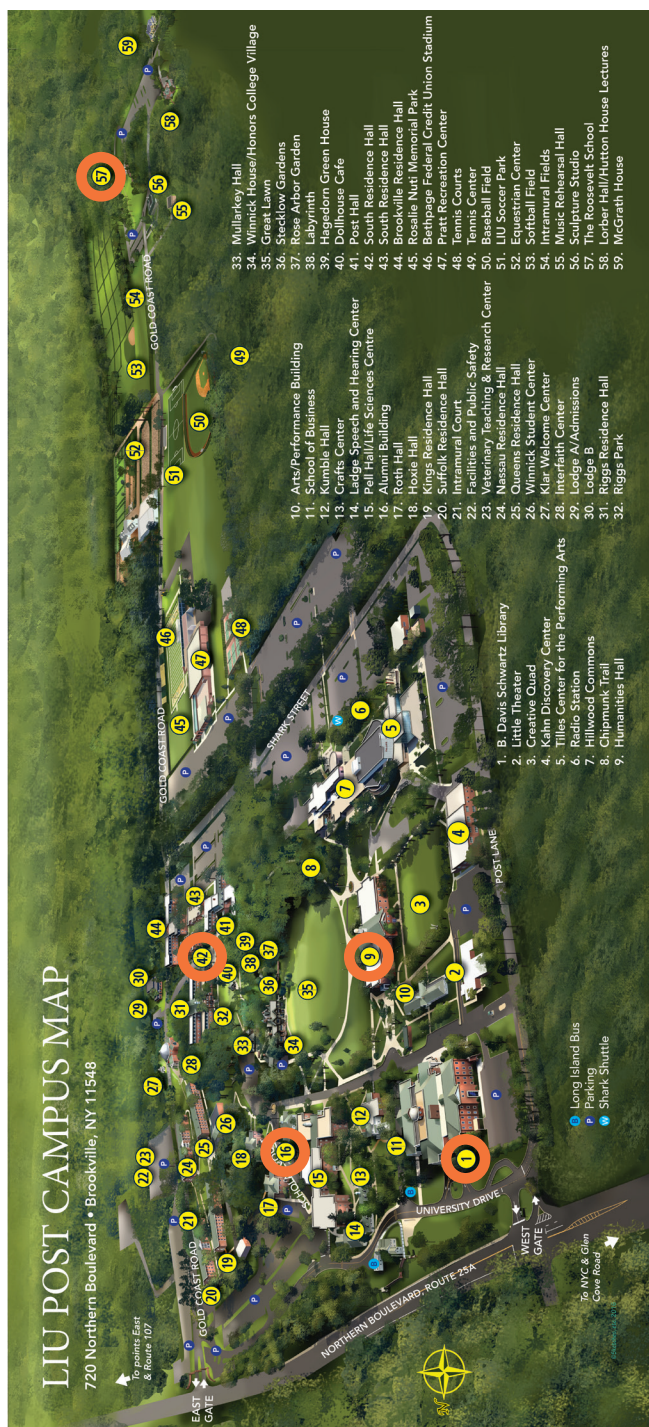 LIU POST CAMPUS MAP
720 Northern Boulevard • Brookville, NY 11548
To points East
& Route 107
EAST
GATE
GOLD COAST ROAD
GOLD COAST ROAD
GOLD COAST ROAD
SHARK STREET
POST LANE
UNIVERSITY DRIVE
WEST
GATE
NORTHERN BOULEVARD, ROUTE 25A
To NYC & Glen
Cove Road
N
B Long Island Bus
P Parking
W Shark Shuttle
1. B. Davis Schwartz Library
2. Little Theater
3. Creative Quad
4. Kahn Discovery Center
5. Tilles Center for the Performing Arts
6. Radio Station
7. Hillwood Commons
8. Chipmunk Trail
9. Humanities Hall
10. Arts/Performance Building
11. School of Business
12. Kumble Hall
13. Crafts Center
14. Ladge Speech and Hearing Center
15. Pell Hall/Life Sciences Centre
16. Alumni Building
17. Roth Hall
18. Hoxie Hall
19. Kings Residence Hall
20. Suffolk Residence Hall
21. Intramural Court
22. Facilities and Public Safety
23. Veterinary Teaching & Research Center
24. Nassau Residence Hall
25. Queens Residence Hall
26. Winnick Student Center
27. Klar Welcome Center
28. Interfaith Center
29. Lodge A/Admissions
30. Lodge B
31. Riggs Residence Hall
32. Riggs Park
33. Mullarkey Hall
34. Winnick House/Honors College Village
35. Great Lawn
36. Stecklow Gardens
37. Rose Arbor Garden
38. Labyrinth
39. Hagedorn Green House
40. Dollhouse Cafe
41. Post Hall
42. South Residence Hall
43. South Residence Hall
44. Brookville Residence Hall
45. Rosalie Nutt Memorial Park
46. Bethpage Federal Credit Union Stadium
47. Pratt Recreation Center
48. Tennis Courts
49. Tennis Center
50. Baseball Field
51. LIU Soccer Park
52. Equestrian Center
53. Softball Field
54. Intramural Fields
55. Music Rehearsal Hall
56. Sculpture Studio
57. The Roosevelt School
58. Lorber Hall/Hutton House Lectures
59. McGrath House